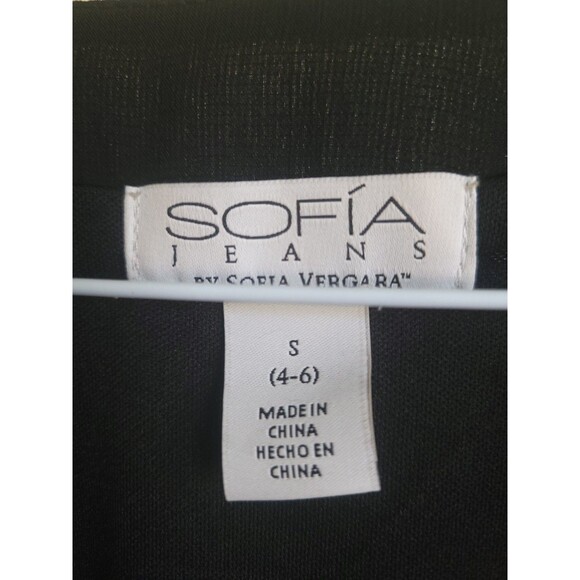 SOFÍA
JEANS
BY SOFIA VERGARA™
S
(4-6)
MADE IN
CHINA
HECHO EN
CHINA